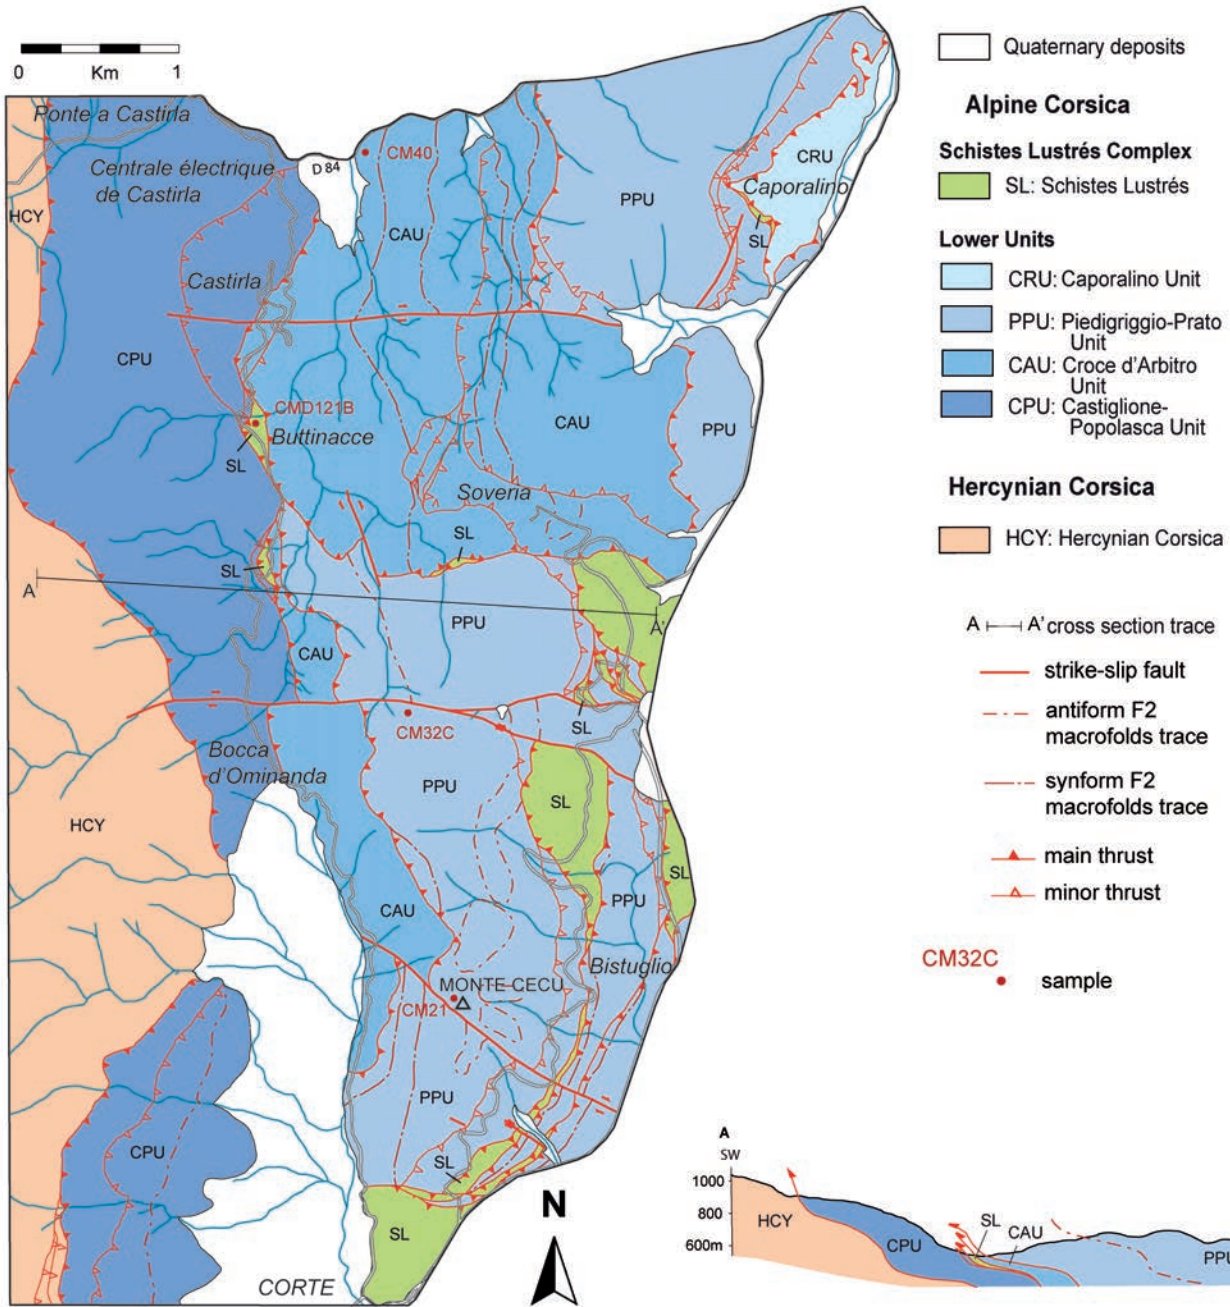 0 Km 1
Ponte a Castirla
Centrale électrique
de Castirla
D 84
CM40
HCY
CAU
PPU
CRU
Caporalino
SL
Castirla
CPU
CMD121B
Buttinacce
SL
CAU
PPU
Soveria
SL
SL
A
A'
PPU
CAU
SL
CM32C
Bocca
d'Ominanda
PPU
SL
HCY
SL
PPU
CAU
Bistuglio
MONTE CECU
CM21
PPU
CPU
SL
SL
CORTE
N
Quaternary deposits
Alpine Corsica
Schistes Lustrés Complex
SL: Schistes Lustrés
Lower Units
CRU: Caporalino Unit
PPU: Piedigriggio-Prato
Unit
CAU: Croce d'Arbitro
Unit
CPU: Castiglione-
Popolasca Unit
Hercynian Corsica
HCY: Hercynian Corsica
A A' cross section trace
strike-slip fault
antiform F2
macrofolds trace
synform F2
macrofolds trace
main thrust
minor thrust
CM32C
sample
A
SW
1000
800
600m
HCY
CPU
SL
CAU
PPU